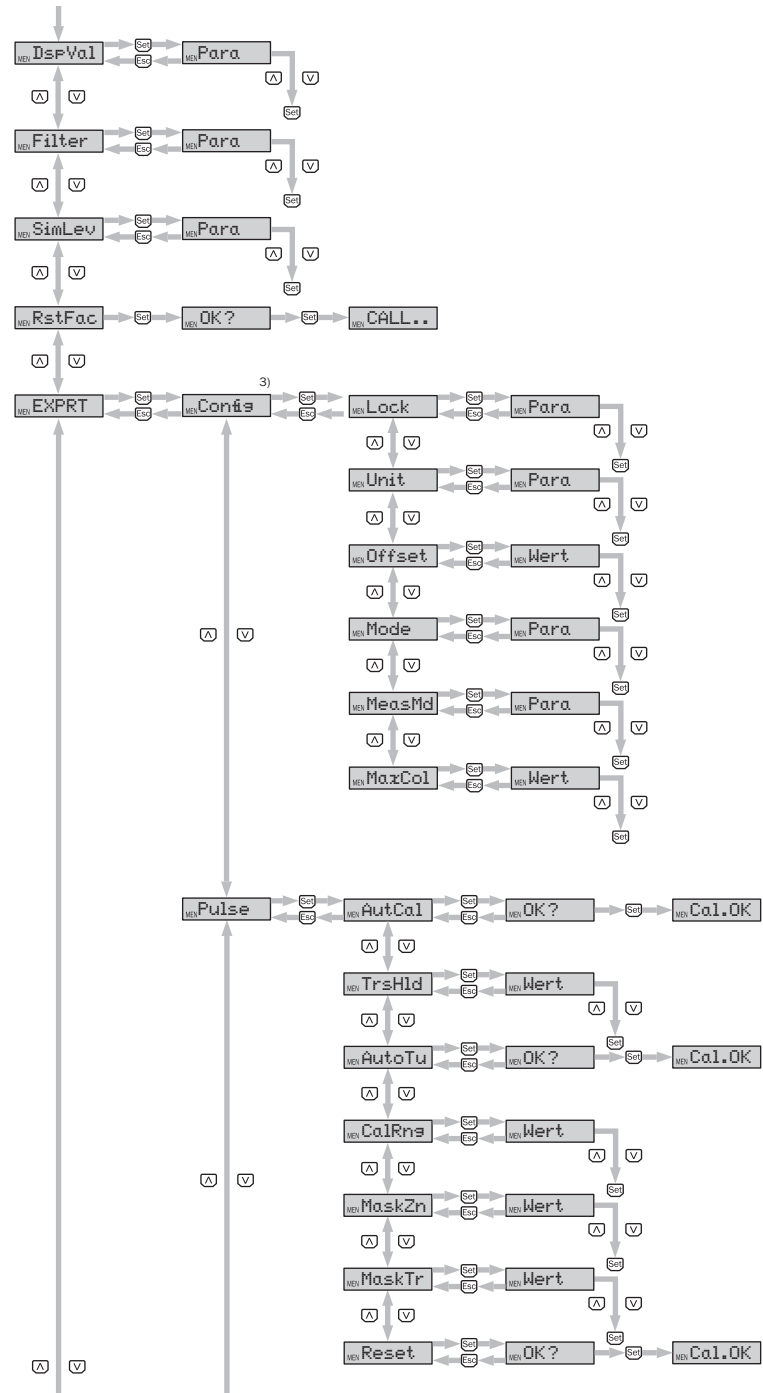 MEN DspVal Set Esc MEN Para
Λ V Λ V
Set
MEN Filter Set Esc MEN Para
Λ V Λ V
Set
MEN SimLev Set Esc MEN Para
Λ V Λ V
Set
MEN RstFac Set MEN OK? Set MEN CALL..
Λ V
3)
MEN EXPRT Set Esc MEN Config Set Esc MEN Lock Set Esc MEN Para
Λ V Λ V
Set
MEN Unit Set Esc MEN Para
Λ V Λ V
Set
MEN Offset Set Esc MEN Wert
Λ V Λ V
Set
MEN Mode Set Esc MEN Para
Λ V Λ V Λ V
Set
MEN MeasMd Set Esc MEN Para
Λ V Λ V
Set
MEN MaxCol Set Esc MEN Wert
Λ V
Set
MEN Pulse Set Esc MEN AutCal Set Esc MEN OK? Set MEN Cal.OK
Λ V
MEN TrsHld Set Esc MEN Wert
Λ V Λ V
Set
MEN AutoTu Set Esc MEN OK? Set MEN Cal.OK
Λ V
MEN CalRng Set Esc MEN Wert
Λ V Λ V Λ V
Set
MEN MaskZn Set Esc MEN Wert
Λ V Λ V
Set
MEN MaskTr Set Esc MEN Wert
Λ V Λ V
Set
MEN Reset Set Esc MEN OK? Set MEN Cal.OK
Λ V